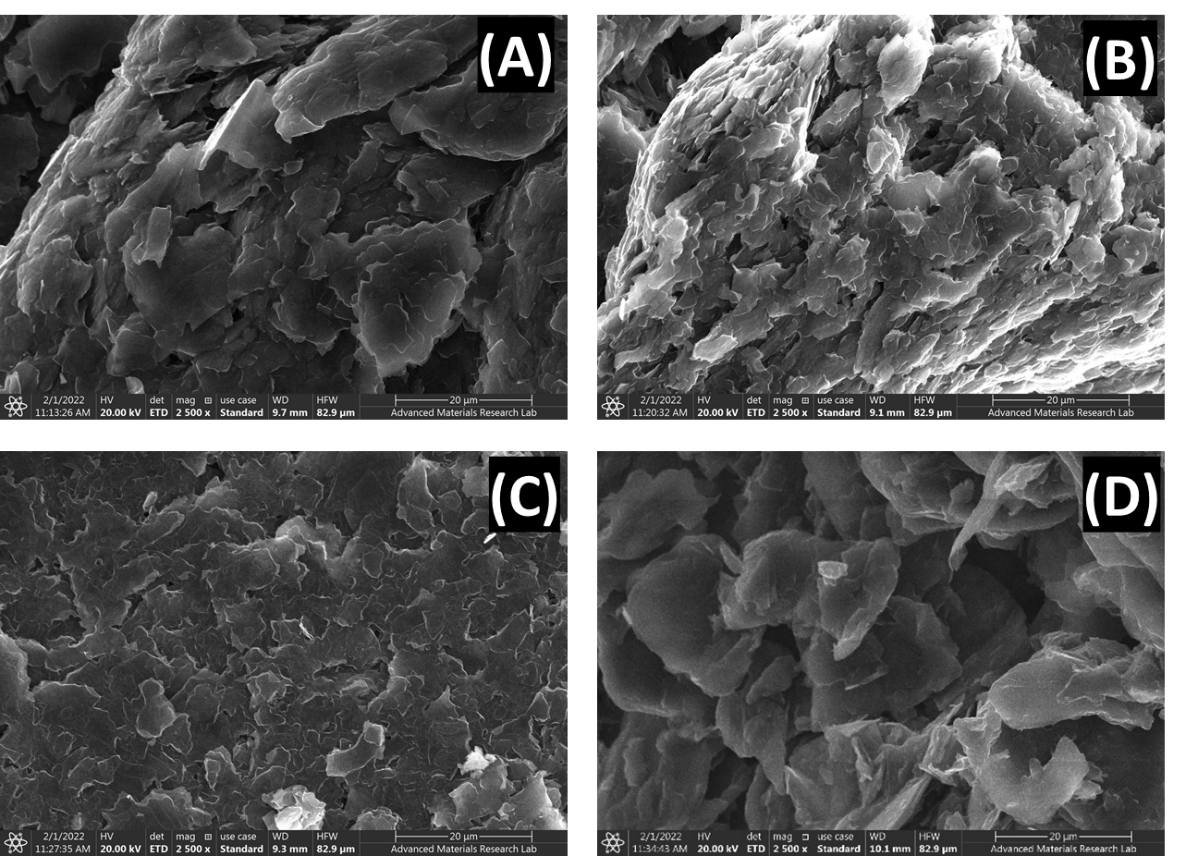 (A)
2/1/2022 HV det mag use case WD HFW 20 µm
11:13:26 AM 20.00 kV ETD 2 500 x Standard 9.7 mm 82.9 µm Advanced Materials Research Lab
(B)
2/1/2022 HV det mag use case WD HFW 20 µm
11:20:32 AM 20.00 kV ETD 2 500 x Standard 9.1 mm 82.9 µm Advanced Materials Research Lab
(C)
2/1/2022 HV det mag use case WD HFW 20 µm
11:27:35 AM 20.00 kV ETD 2 500 x Standard 9.3 mm 82.9 µm Advanced Materials Research Lab
(D)
2/1/2022 HV det mag use case WD HFW 20 µm
11:34:43 AM 20.00 kV ETD 2 500 x Standard 10.1 mm 82.9 µm Advanced Materials Research Lab